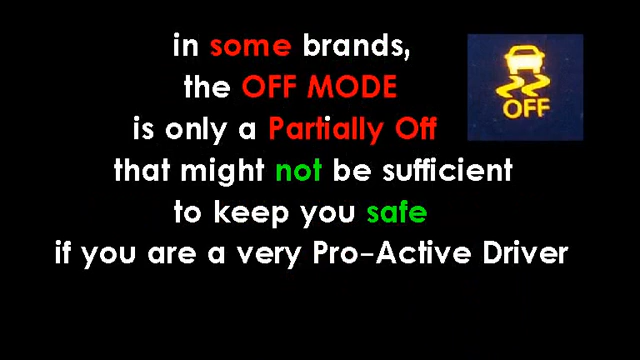 in some brands,
the OFF MODE
is only a Partially Off
that might not be sufficient
to keep you safe
if you are a very Pro-Active Driver
OFF